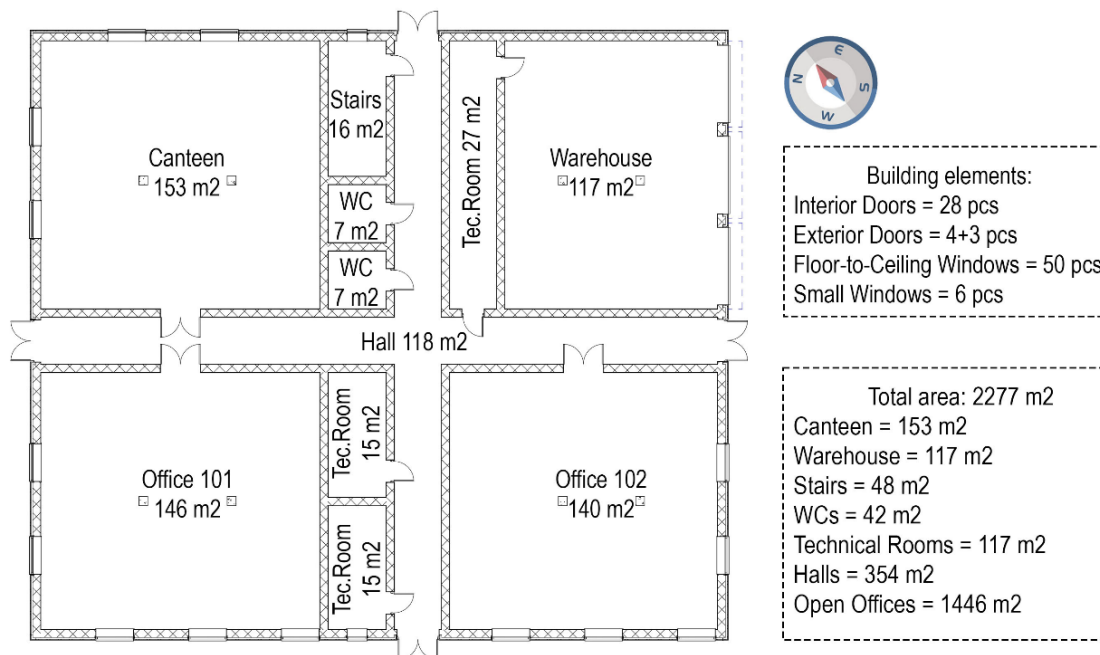 Canteen
153 m2
Stairs
16 m2
WC
7 m2
WC
7 m2
Tec.Room 27 m2
Warehouse
117 m2
Hall 118 m2
Office 101
146 m2
Tec.Room
15 m2
Tec.Room
15 m2
Office 102
140 m2
N
E
S
W
Building elements:
Interior Doors = 28 pcs
Exterior Doors = 4+3 pcs
Floor-to-Ceiling Windows = 50 pcs
Small Windows = 6 pcs
Total area: 2277 m2
Canteen = 153 m2
Warehouse = 117 m2
Stairs = 48 m2
WCs = 42 m2
Technical Rooms = 117 m2
Halls = 354 m2
Open Offices = 1446 m2